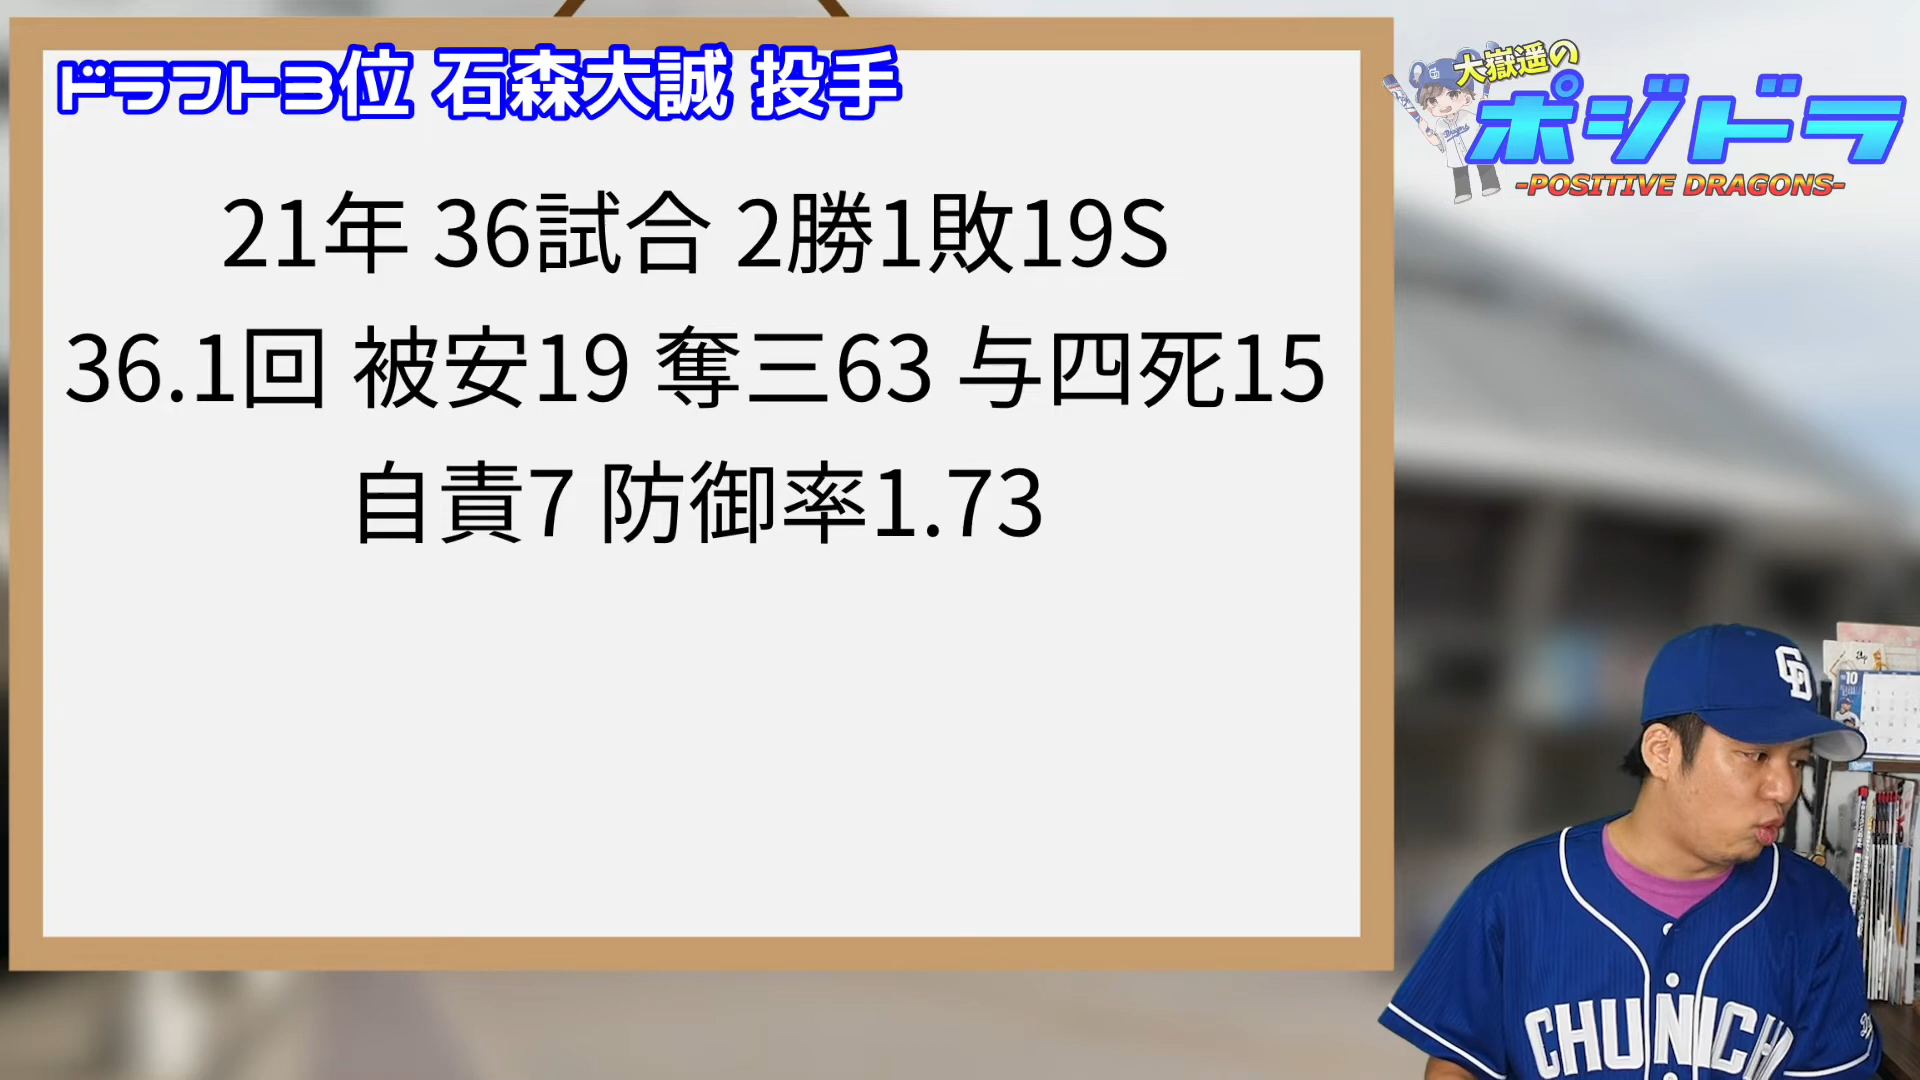 ドラフト3位 石森大誠 投手
大嶽遥の
ポジドラ
-POSITIVE DRAGONS-
21年 36試合 2勝1敗19S
36.1回 被安19 奪三63 与四死15
自責7 防御率1.73
CD
10
CHUNICHI